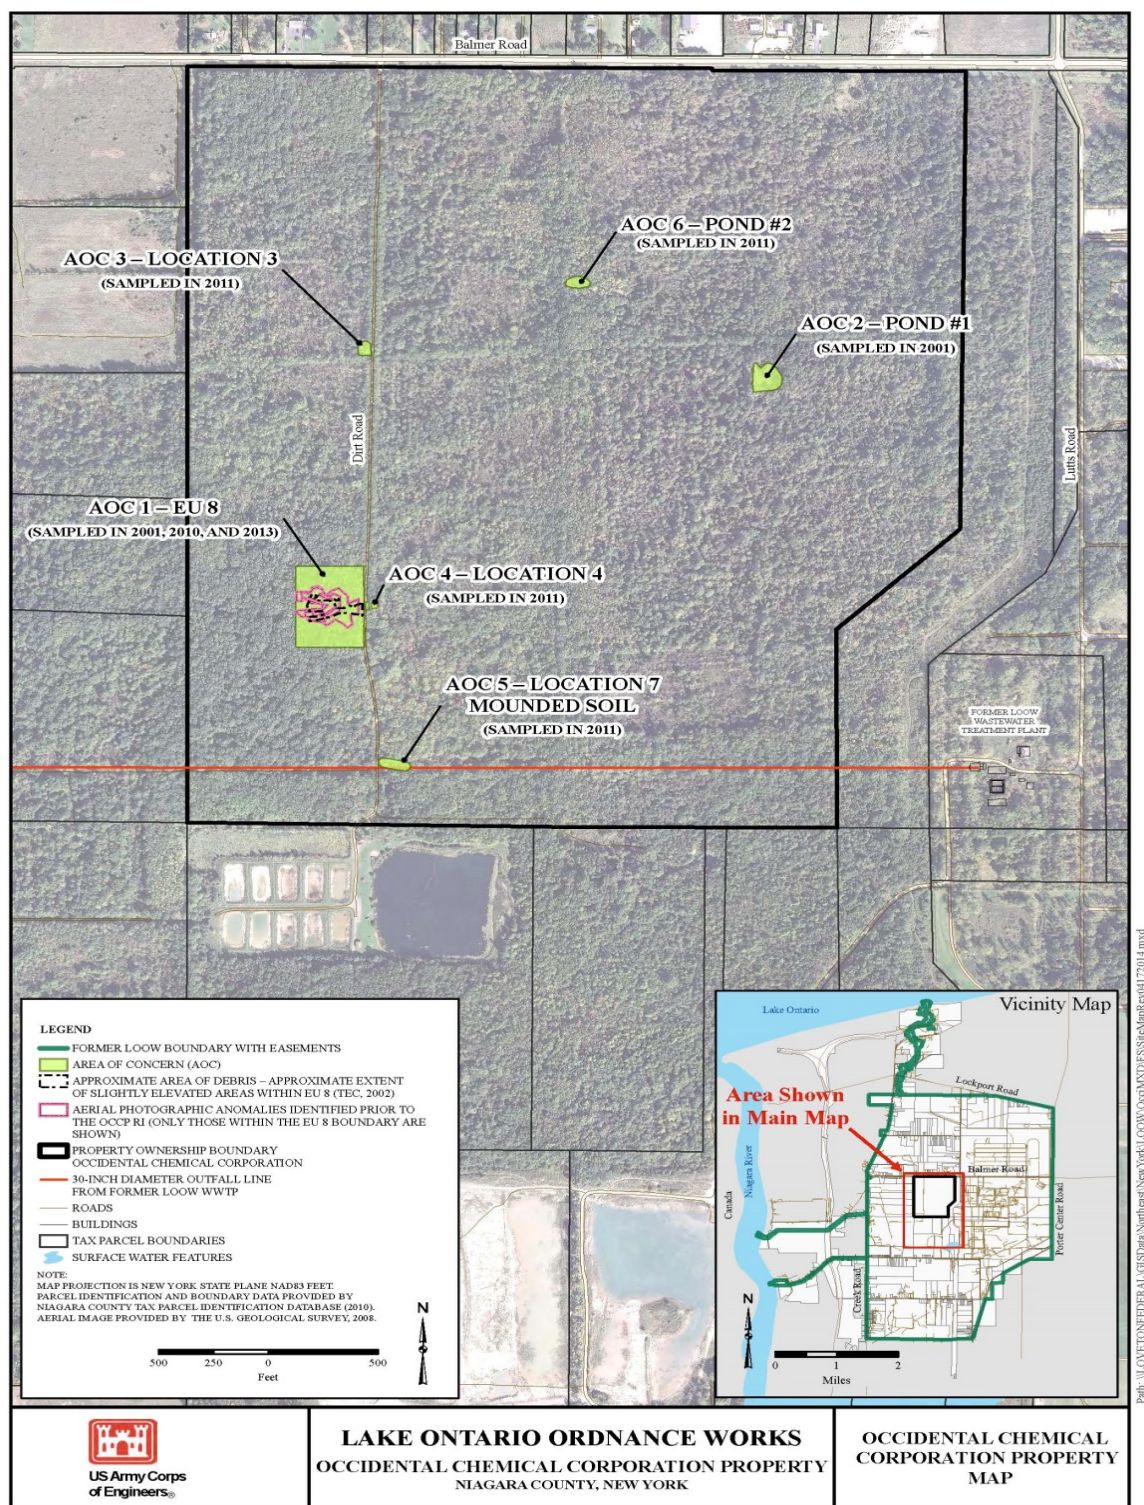 Balmer Road
AOC 6 – POND #2
(SAMPLED IN 2011)
AOC 3 – LOCATION 3
(SAMPLED IN 2011)
AOC 2 – POND #1
(SAMPLED IN 2001)
Dirt Road
Lutts Road
AOC 1 – EU 8
(SAMPLED IN 2001, 2010, AND 2013)
AOC 4 – LOCATION 4
(SAMPLED IN 2011)
AOC 5 – LOCATION 7
MOUNDED SOIL
(SAMPLED IN 2011)
FORMER LOOW
WASTEWATER
TREATMENT PLANT
LEGEND
FORMER LOOW BOUNDARY WITH EASEMENTS
AREA OF CONCERN (AOC)
APPROXIMATE AREA OF DEBRIS – APPROXIMATE EXTENT
OF SLIGHTLY ELEVATED AREAS WITHIN EU 8 (TEC, 2002)
AERIAL PHOTOGRAPHIC ANOMALIES IDENTIFIED PRIOR TO
THE OCCP RI (ONLY THOSE WITHIN THE EU 8 BOUNDARY ARE
SHOWN)
PROPERTY OWNERSHIP BOUNDARY
OCCIDENTAL CHEMICAL CORPORATION
30-INCH DIAMETER OUTFALL LINE
FROM FORMER LOOW WWTP
ROADS
BUILDINGS
TAX PARCEL BOUNDARIES
SURFACE WATER FEATURES
NOTE:
MAP PROJECTION IS NEW YORK STATE PLANE NAD83 FEET.
PARCEL IDENTIFICATION AND BOUNDARY DATA PROVIDED BY
NIAGARA COUNTY TAX PARCEL IDENTIFICATION DATABASE (2010).
AERIAL IMAGE PROVIDED BY THE U.S. GEOLOGICAL SURVEY, 2008.
N
500 250 0 500
Feet
Vicinity Map
Lake Ontario
Lockport Road
Area Shown
in Main Map
Balmer Road
Niagara River
Canada
Porter Center Road
Creek Road
N
0 1 2
Miles
US Army Corps
of Engineers®
LAKE ONTARIO ORDNANCE WORKS
OCCIDENTAL CHEMICAL CORPORATION PROPERTY
NIAGARA COUNTY, NEW YORK
OCCIDENTAL CHEMICAL
CORPORATION PROPERTY
MAP